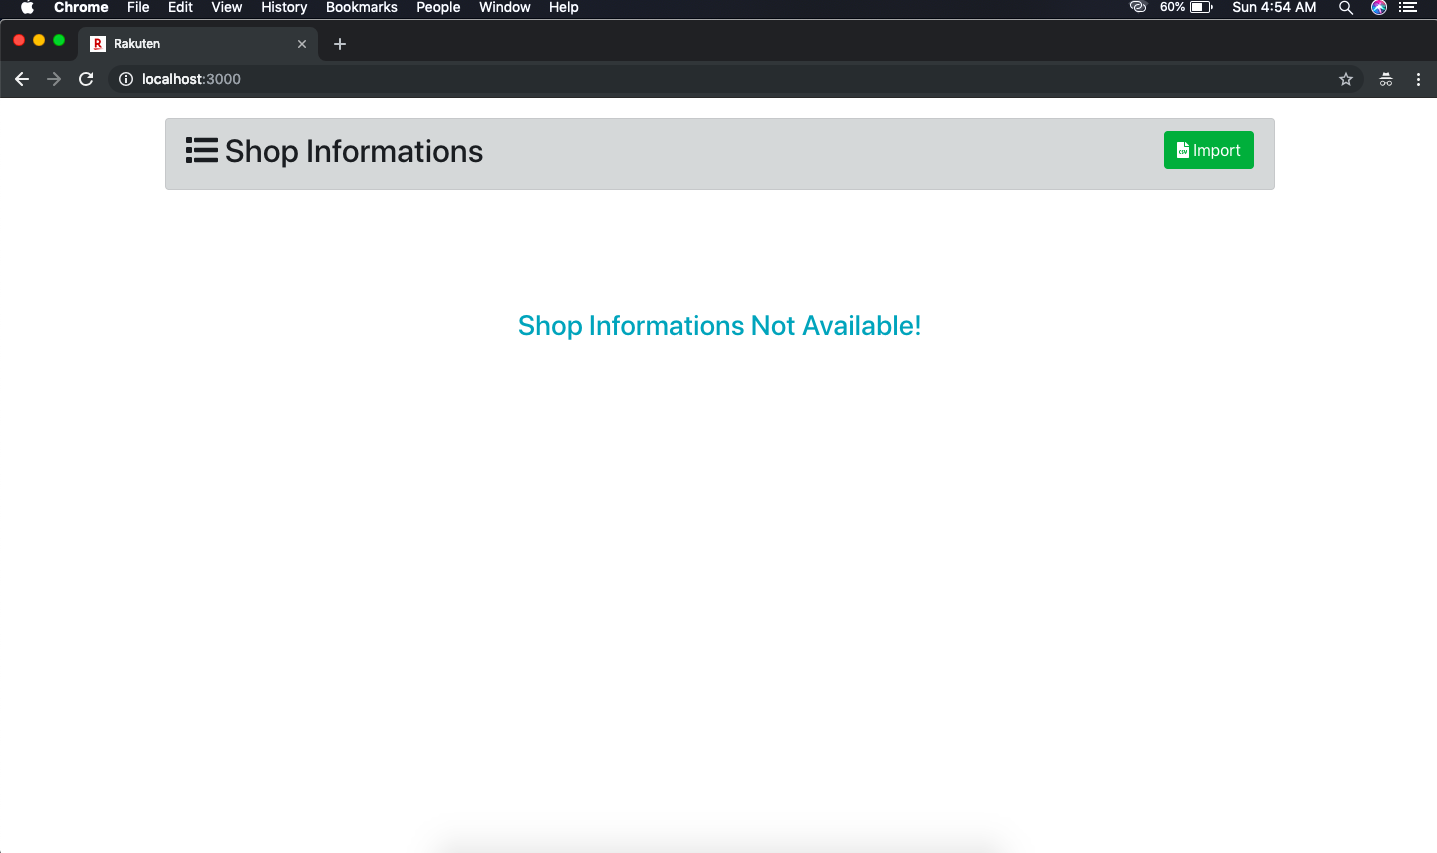 Chrome File Edit View History Bookmarks People Window Help 60% Sun 4:54 AM
R Rakuten
localhost:3000
Shop Informations
CSV Import
Shop Informations Not Available!